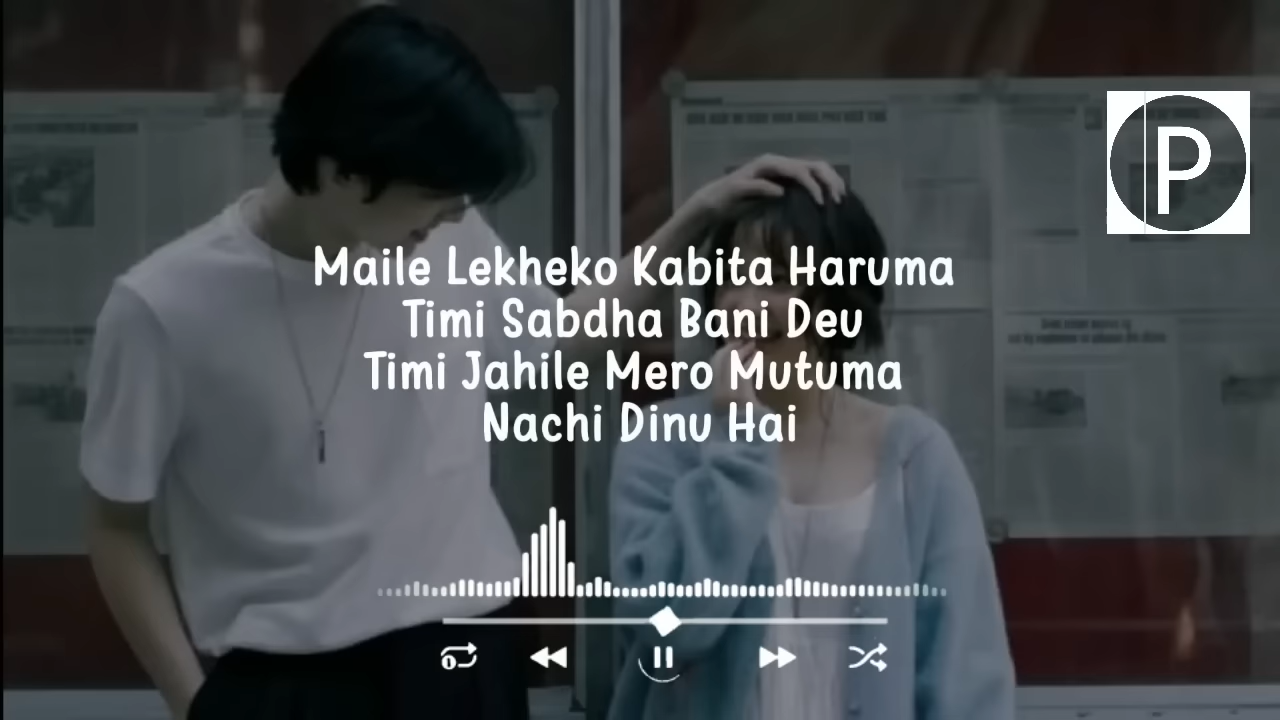 P
Maile Lekheko Kabita Haruma
Timi Sabdha Bani Deu
Timi Jahile Mero Mutuma
Nachi Dinu Hai